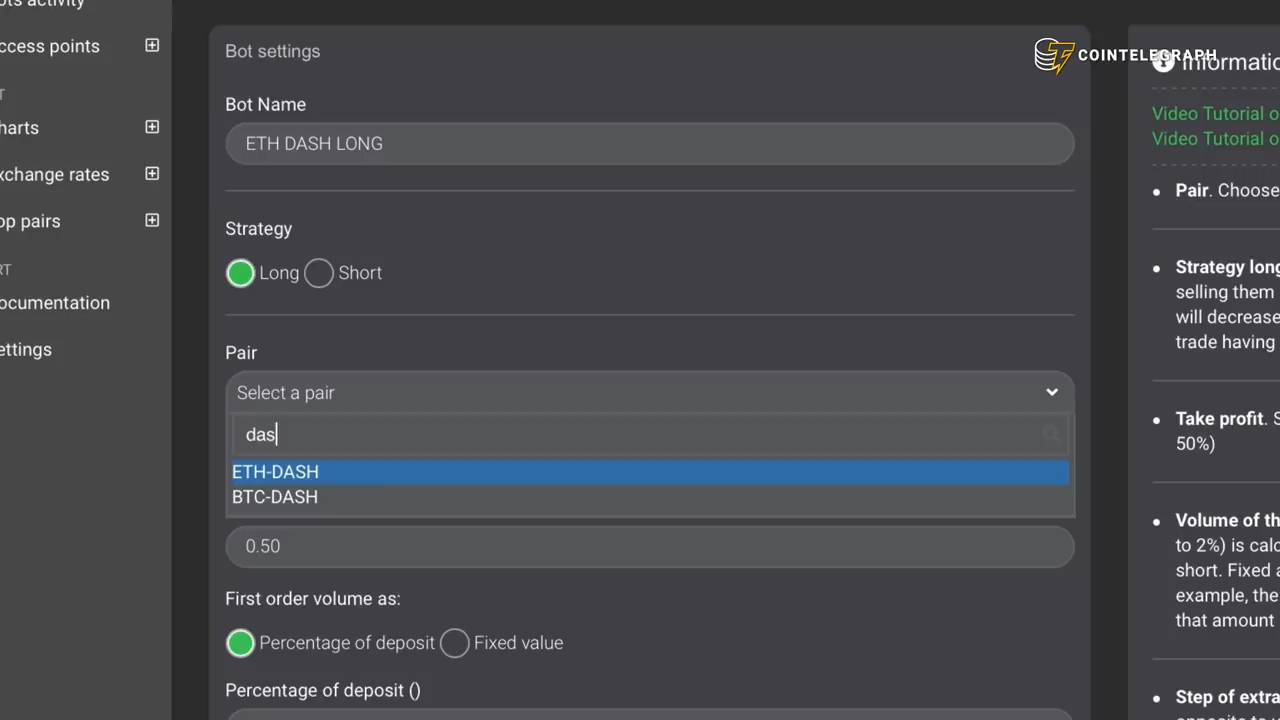 ots activity
ccess points
T
harts
xchange rates
op pairs
RT
ocumentation
ettings
Bot settings
Bot Name
ETH DASH LONG
Strategy
Long Short
Pair
Select a pair
das
ETH-DASH
BTC-DASH
0.50
First order volume as:
Percentage of deposit Fixed value
Percentage of deposit ()
COINTELEGRAPH
Informatio
Video Tutorial o
Video Tutorial o
Pair. Choose
Strategy long
selling them
will decrease
trade having
Take profit. S
50%)
Volume of th
to 2%) is calc
short. Fixed a
example, the
that amount
Step of extra